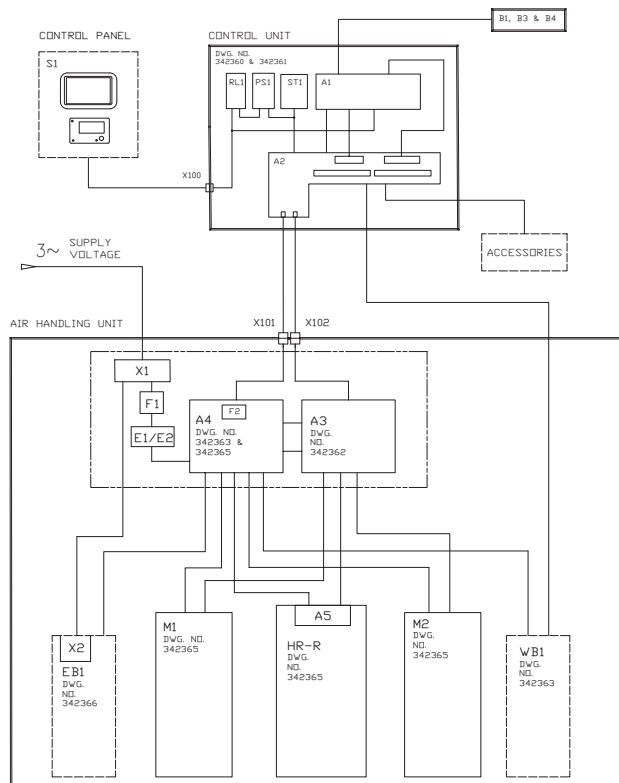 B1, B3 & B4
CONTROL PANEL
CONTROL UNIT
S1
DWG. NO.
342360 & 342361
RL1
PS1
ST1
A1
A2
X100
3~ SUPPLY
VOLTAGE
ACCESSORIES
AIR HANDLING UNIT
X101
X102
X1
F1
F2
E1/E2
A4
DWG. NO.
342363 &
342365
A3
DWG.
NO.
342362
X2
EB1
DWG.
NO.
342366
M1
DWG. NO.
342365
A5
HR-R
DWG.
NO.
342365
M2
DWG. NO.
342365
WB1
DWG.
NO.
342363